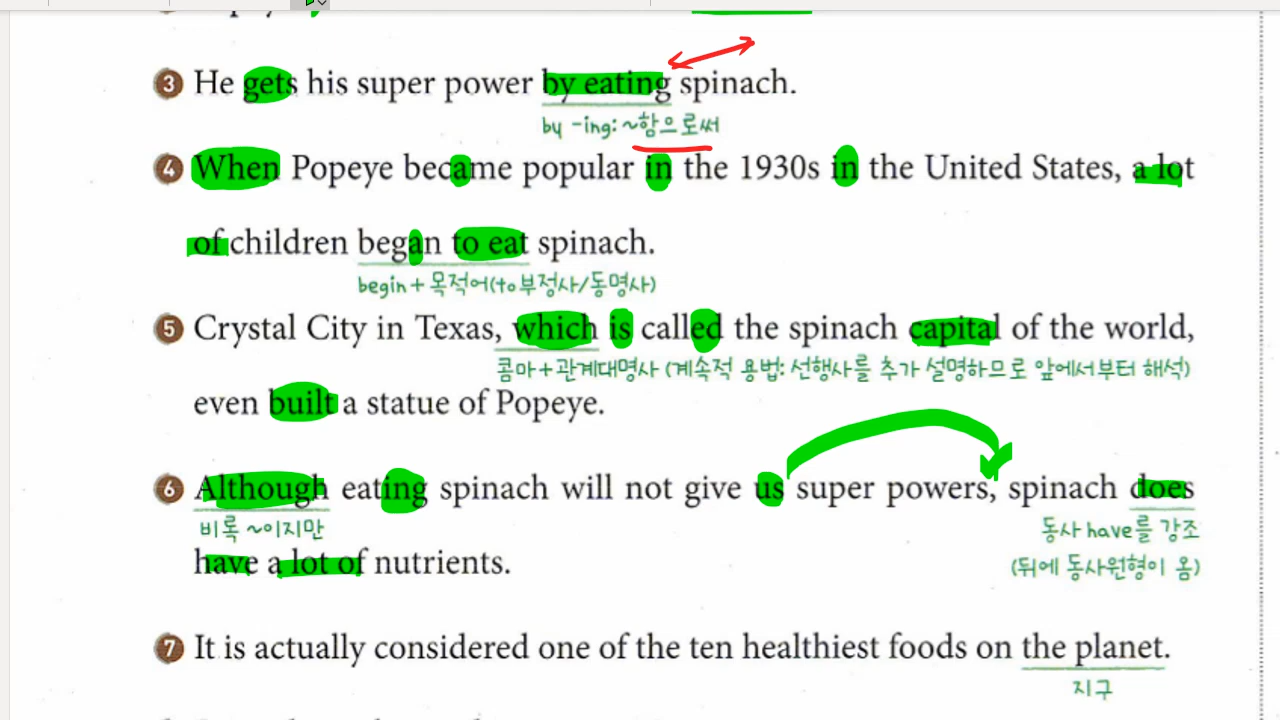 ③ He gets his super power by eating spinach.
by -ing: ~함으로써
④ When Popeye became popular in the 1930s in the United States, a lot
of children began to eat spinach.
begin + 목적어(to 부정사/동명사)
⑤ Crystal City in Texas, which is called the spinach capital of the world,
콤마+관계대명사 (계속적 용법: 선행사를 추가 설명하므로 앞에서부터 해석)
even built a statue of Popeye.
⑥ Although eating spinach will not give us super powers, spinach does
비록 ~이지만 동사 have를 강조
have a lot of nutrients.
(뒤에 동사원형이 옴)
⑦ It is actually considered one of the ten healthiest foods on the planet.
지구